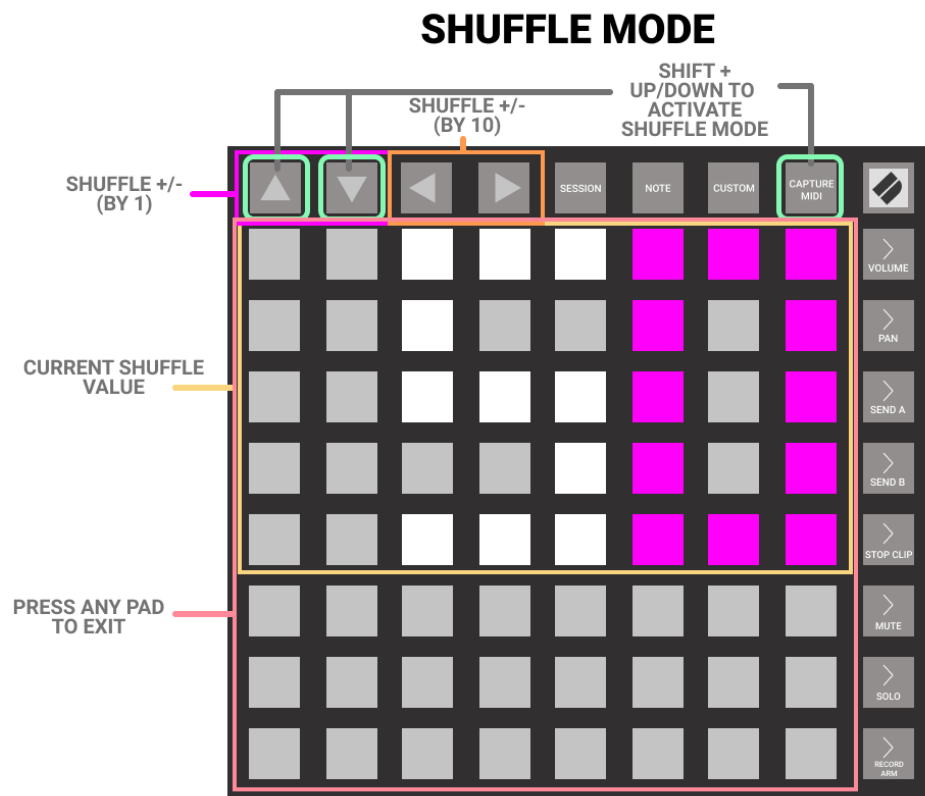 SHUFFLE MODE
SHIFT +
UP/DOWN TO
ACTIVATE
SHUFFLE MODE
SHUFFLE +/-
(BY 10)
SHUFFLE +/-
(BY 1)
SESSION
NOTE
CUSTOM
CAPTURE
MIDI
VOLUME
PAN
CURRENT SHUFFLE
VALUE
SEND A
SEND B
STOP CLIP
PRESS ANY PAD
TO EXIT
MUTE
SOLO
RECORD
ARM